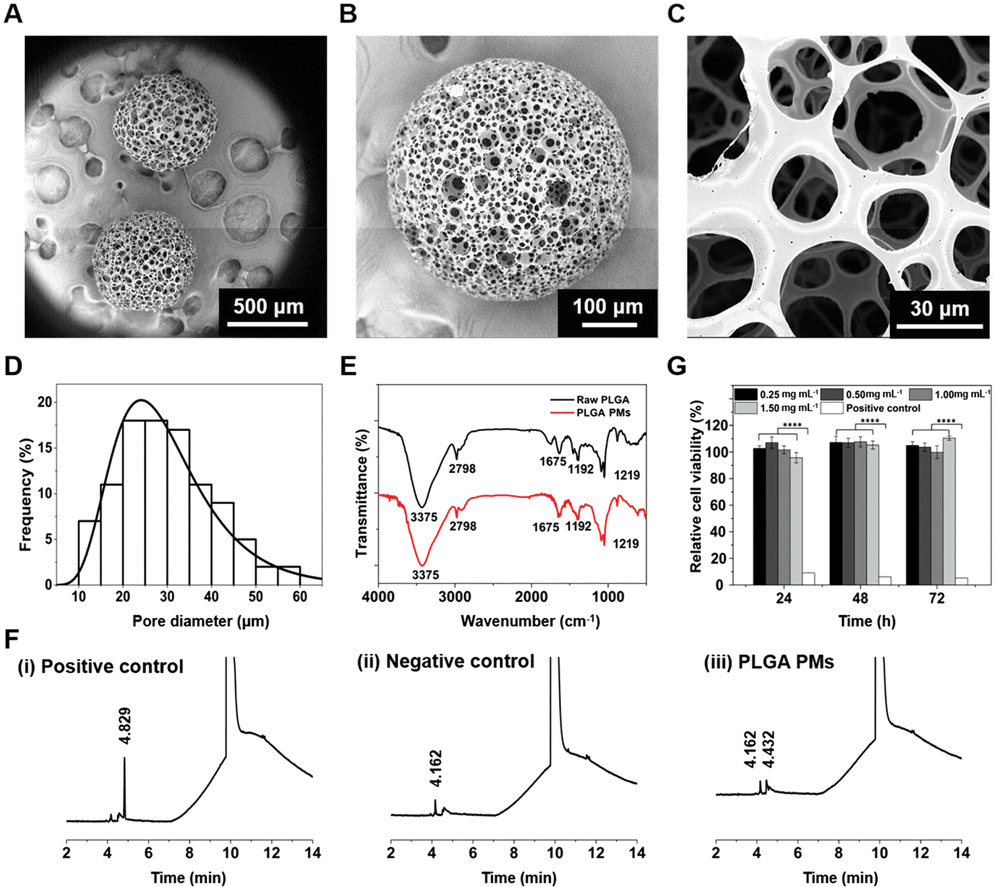 A
B
C
500 µm
100 µm
30 µm
D
Frequency (%)
20
15
10
5
0
10 20 30 40 50 60
Pore diameter (µm)
E
Transmittance (%)
Raw PLGA
PLGA PMs
3375
2798
1675
1192
1219
3375
2798
1675
1192
1219
4000 3000 2000 1000
Wavenumber (cm-1)
G
Relative cell viability (%)
0.25 mg mL-1
0.50mg mL-1
1.00mg mL-1
1.50 mg mL-1
Positive control
120
100
80
60
40
20
0
****
****
****
24 48 72
Time (h)
F
(i) Positive control
4.829
2 4 6 8 10 12 14
Time (min)
(ii) Negative control
4.162
2 4 6 8 10 12 14
Time (min)
(iii) PLGA PMs
4.162
4.432
2 4 6 8 10 12 14
Time (min)